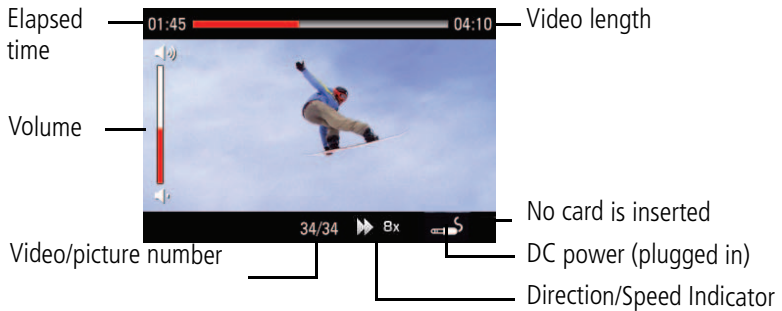 Elapsed
time
01:45
04:10
Video length
Volume
34/34
8x
No card is inserted
Video/picture number
DC power (plugged in)
Direction/Speed Indicator